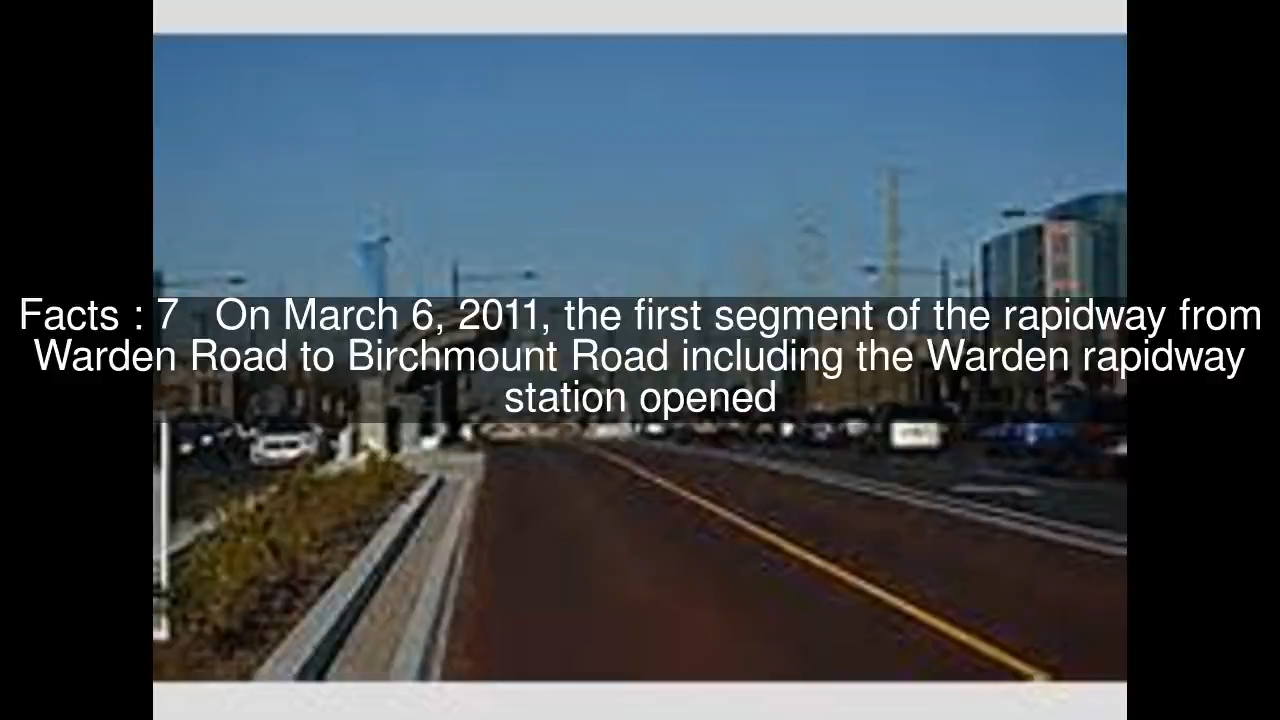 Facts : 7 On March 6, 2011, the first segment of the rapidway from
Warden Road to Birchmount Road including the Warden rapidway
station opened